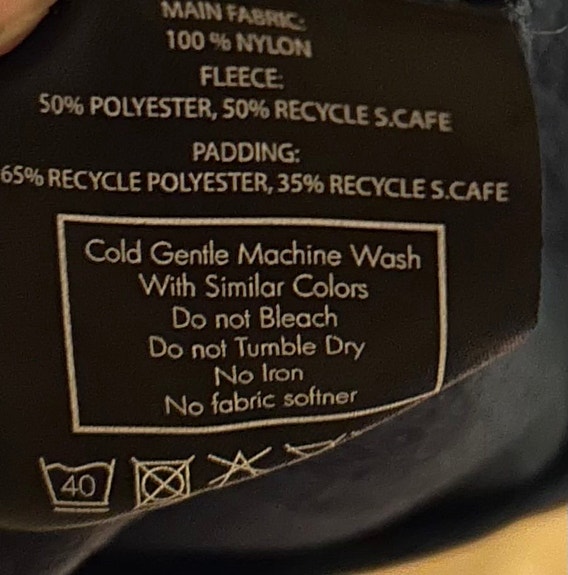 MAIN FABRIC:
100 % NYLON
FLEECE:
50% POLYESTER, 50% RECYCLE S.CAFE
PADDING:
65% RECYCLE POLYESTER, 35% RECYCLE S.CAFE
Cold Gentle Machine Wash
With Similar Colors
Do not Bleach
Do not Tumble Dry
No Iron
No fabric softner
40